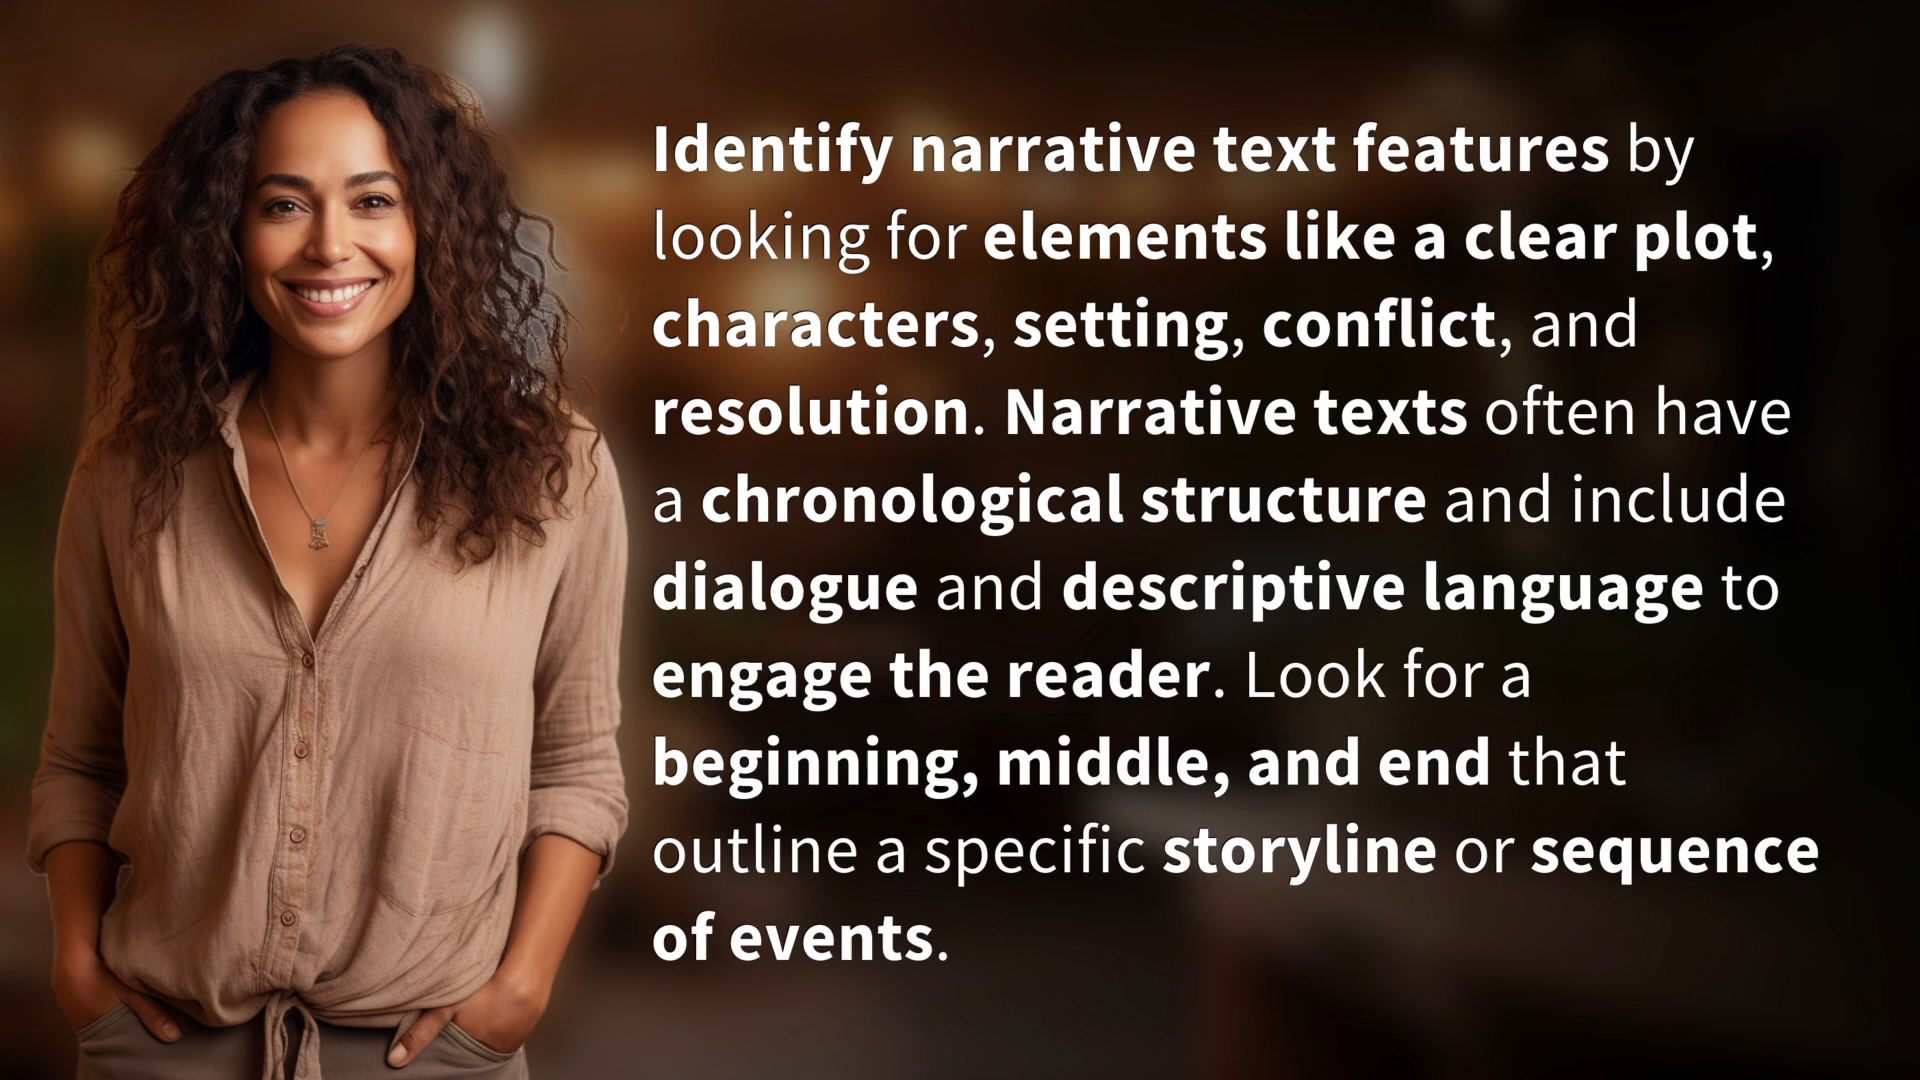 Identify narrative text features by
looking for elements like a clear plot,
characters, setting, conflict, and
resolution. Narrative texts often have
a chronological structure and include
dialogue and descriptive language to
engage the reader. Look for a
beginning, middle, and end that
outline a specific storyline or sequence
of events.